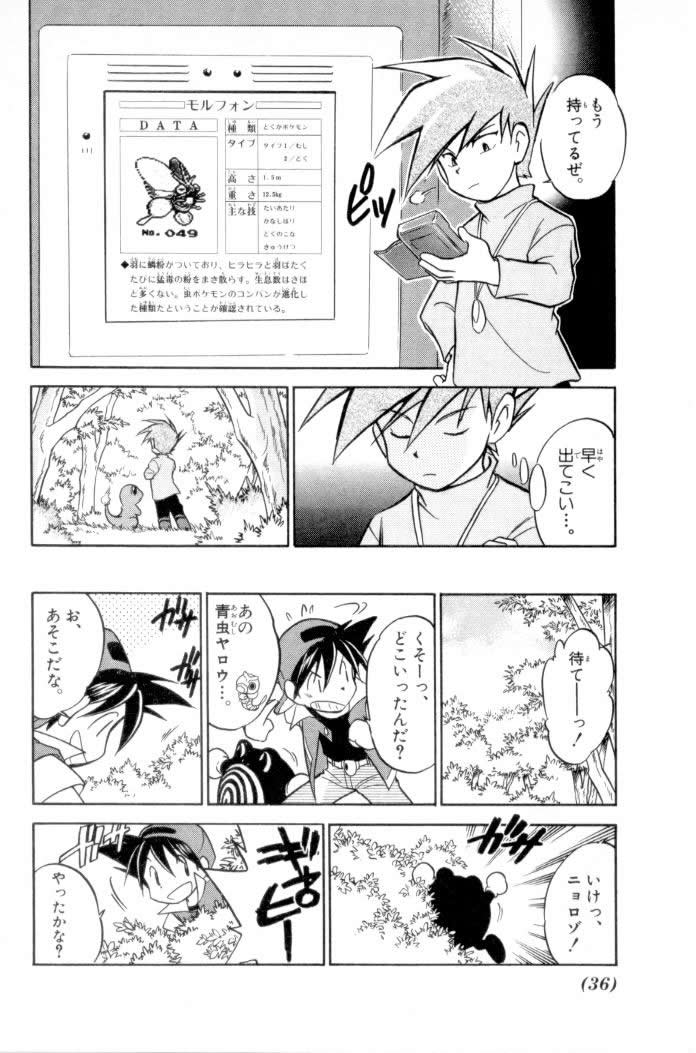 もう
持ってるぜ。
ピッ
モルフォン
DATA
No. 049
種類 とくがポケモン
タイプ タイプ1／むし
2／どく
高さ 1.5m
重さ 12.5kg
主な技 たいあたり
かなしばり
どくのこな
きゅうけつ
◆羽に鱗粉がついており、ヒラヒラと羽ばたく
たびに猛毒の粉をまき散らす。生息数はさほ
ど多くない。虫ポケモンのコンパンが進化し
た種類だということが確認されている。
早く
出てこい…。
待てーーっ！
くそーっ、
どこいったんだ？
あの
青虫ヤロウ…。
ガサガサ
お、
あそこだな。
いけっ、
ニョロゾ！
ガサッ
ギャピーッ
ガサガサ
やったかな？
(36)